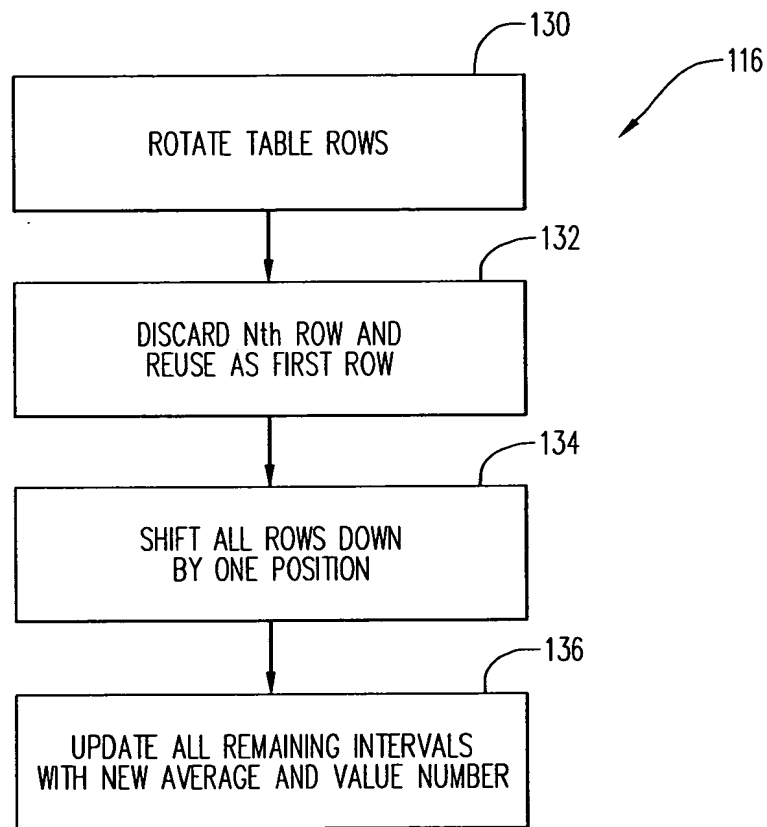 130
116
ROTATE TABLE ROWS
132
DISCARD Nth ROW AND
REUSE AS FIRST ROW
134
SHIFT ALL ROWS DOWN
BY ONE POSITION
136
UPDATE ALL REMAINING INTERVALS
WITH NEW AVERAGE AND VALUE NUMBER